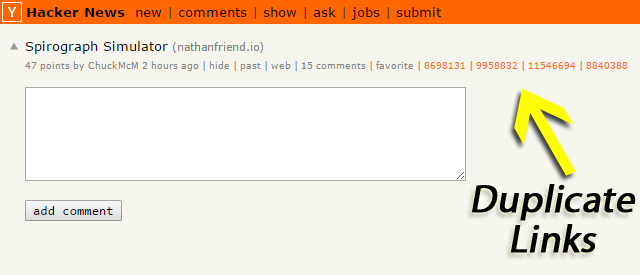 Y Hacker News new | comments | show | ask | jobs | submit
Spirograph Simulator (nathanfriend.io)
47 points by ChuckMcM 2 hours ago | hide | past | web | 15 comments | favorite | 8698131 | 9958832 | 11546694 | 8840388
add comment
Duplicate
Links